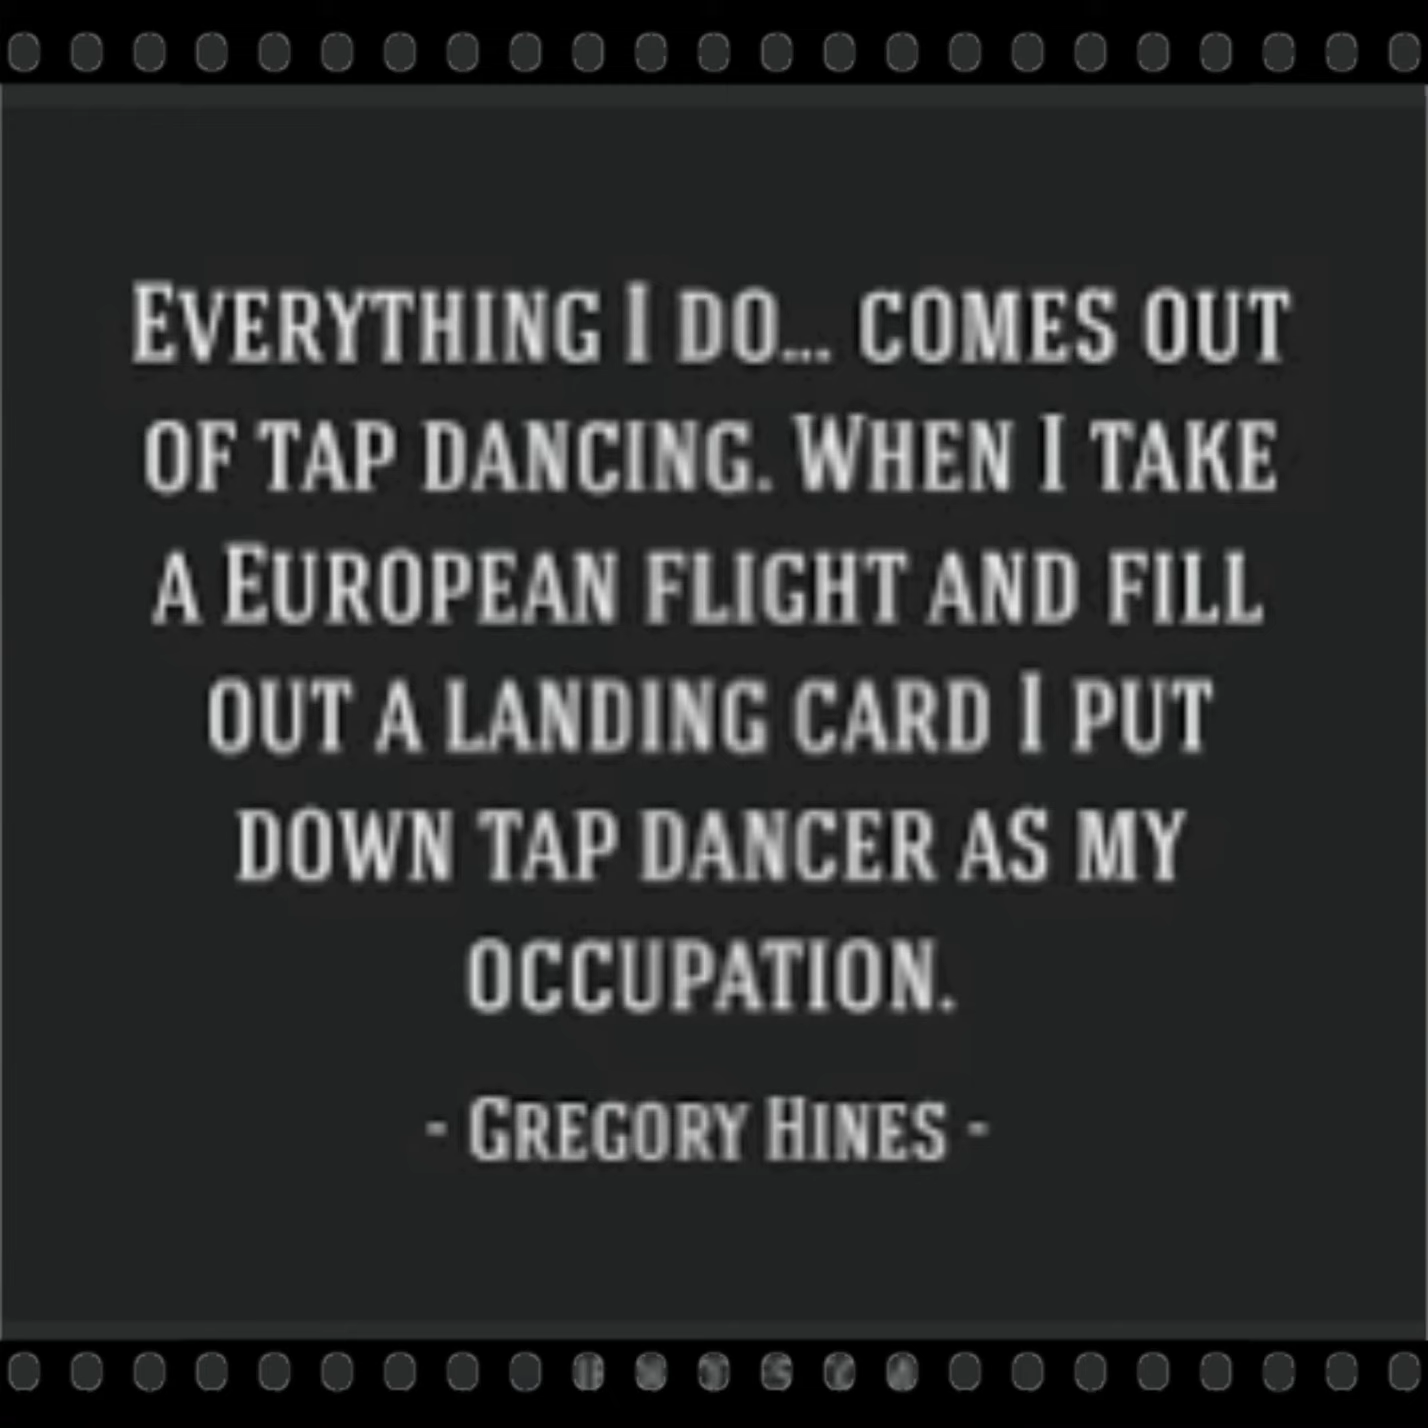 Everything I do... comes out
of tap dancing. When I take
a European flight and fill
out a landing card I put
down tap dancer as my
occupation.
- Gregory Hines -